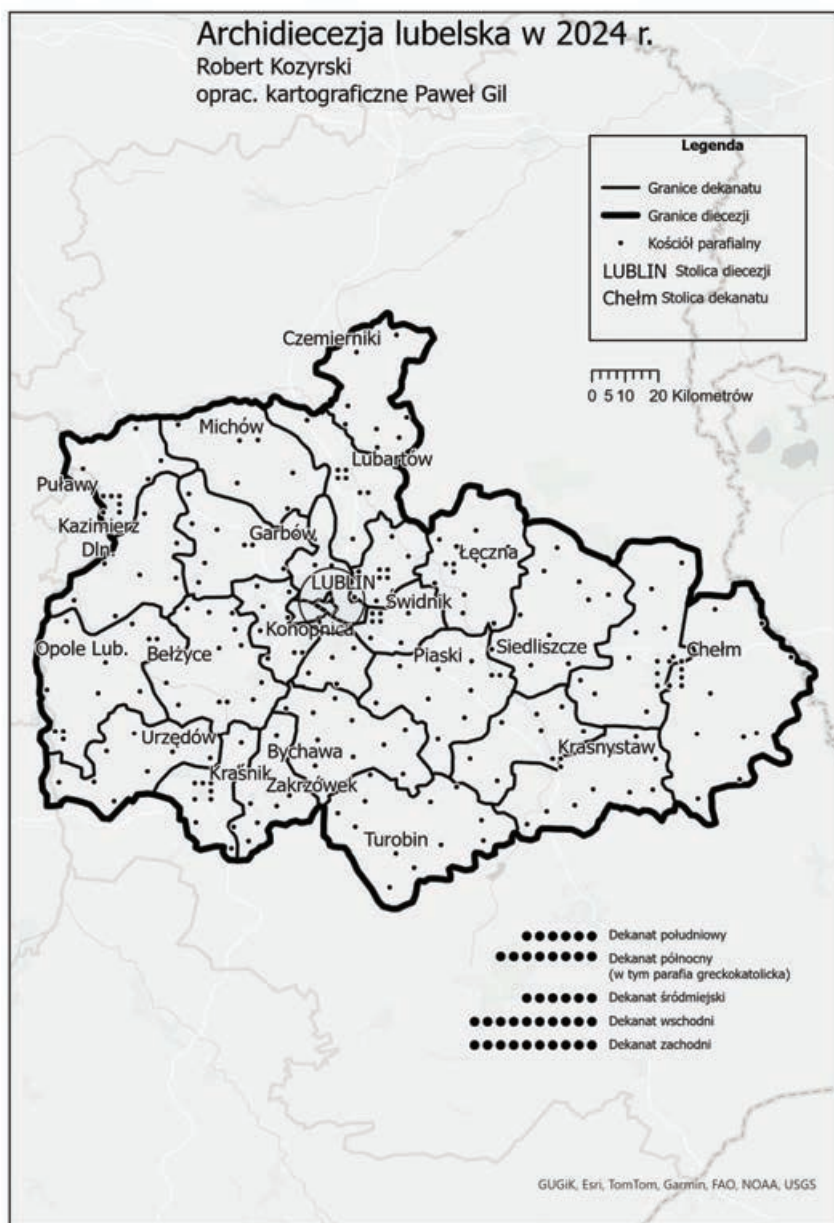 Archidiecezja lubelska w 2024 r.
Robert Kozyrski
oprac. kartograficzne Paweł Gil
Legenda
Granice dekanatu
Granice diecezji
Kościół parafialny
LUBLIN Stolica diecezji
Chełm Stolica dekanatu
0 5 10 20 Kilometrów
Czemierniki
Michów
Lubartów
Puławy
Kazimierz
Dln.
Garbów
Łęczna
LUBLIN
Świdnik
Konopnica
Opole Lub.
Bełżyce
Piaski
Siedliszcze
Chełm
Urzędów
Bychawa
Krasnystaw
Kraśnik
Zakrzówek
Turobin
Dekanat południowy
Dekanat północny
(w tym parafia greckokatolicka)
Dekanat śródmiejski
Dekanat wschodni
Dekanat zachodni
GUGiK, Esri, TomTom, Garmin, FAO, NOAA, USGS